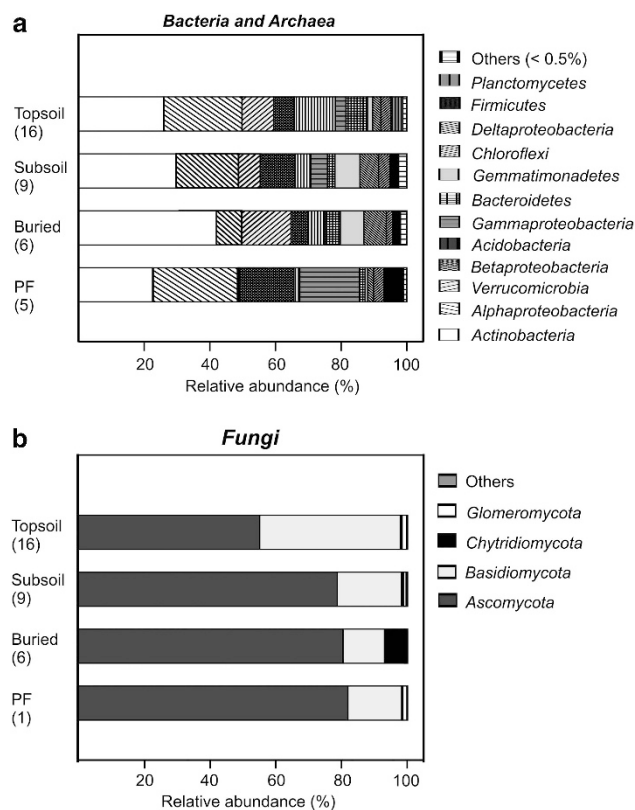 a
Bacteria and Archaea
Topsoil
(16)
Subsoil
(9)
Buried
(6)
PF
(5)
20 40 60 80 100
Relative abundance (%)
Others (< 0.5%)
Planctomycetes
Firmicutes
Deltaproteobacteria
Chloroflexi
Gemmatimonadetes
Bacteroidetes
Gammaproteobacteria
Acidobacteria
Betaproteobacteria
Verrucomicrobia
Alphaproteobacteria
Actinobacteria
b
Fungi
Topsoil
(16)
Subsoil
(9)
Buried
(6)
PF
(1)
20 40 60 80 100
Relative abundance (%)
Others
Glomeromycota
Chytridiomycota
Basidiomycota
Ascomycota